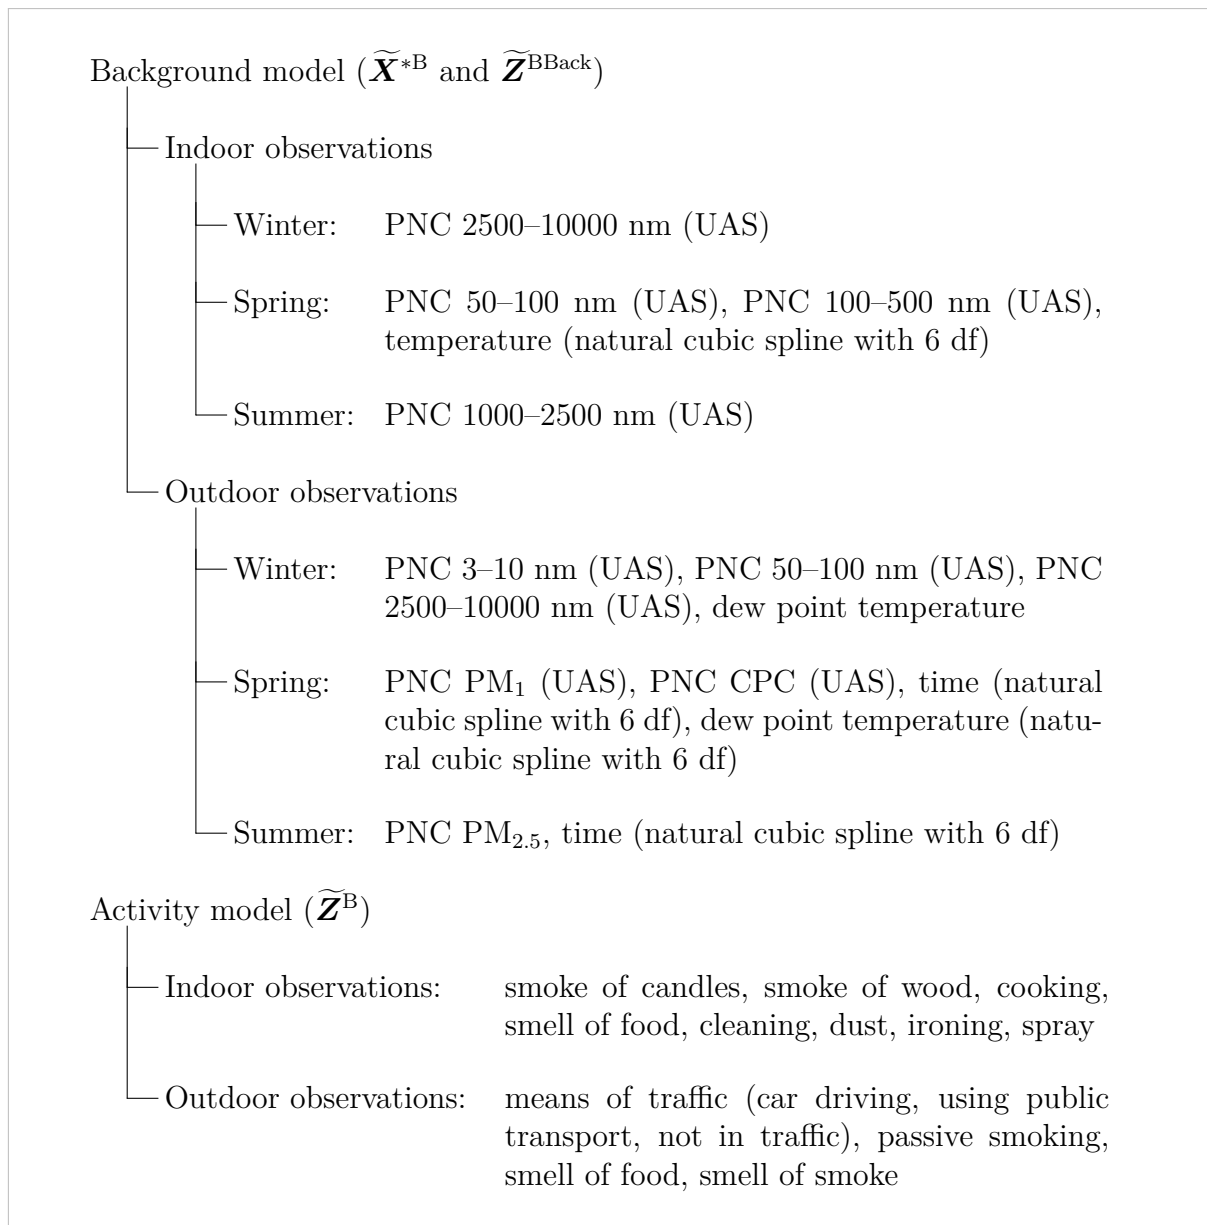 Background model (X̃*B and Z̃BBack)
Indoor observations
Winter: PNC 2500–10000 nm (UAS)
Spring: PNC 50–100 nm (UAS), PNC 100–500 nm (UAS),
temperature (natural cubic spline with 6 df)
Summer: PNC 1000–2500 nm (UAS)
Outdoor observations
Winter: PNC 3–10 nm (UAS), PNC 50–100 nm (UAS), PNC
2500–10000 nm (UAS), dew point temperature
Spring: PNC PM₁ (UAS), PNC CPC (UAS), time (natural
cubic spline with 6 df), dew point temperature (natu-
ral cubic spline with 6 df)
Summer: PNC PM₂.₅, time (natural cubic spline with 6 df)
Activity model (Z̃B)
Indoor observations: smoke of candles, smoke of wood, cooking,
smell of food, cleaning, dust, ironing, spray
Outdoor observations: means of traffic (car driving, using public
transport, not in traffic), passive smoking,
smell of food, smell of smoke